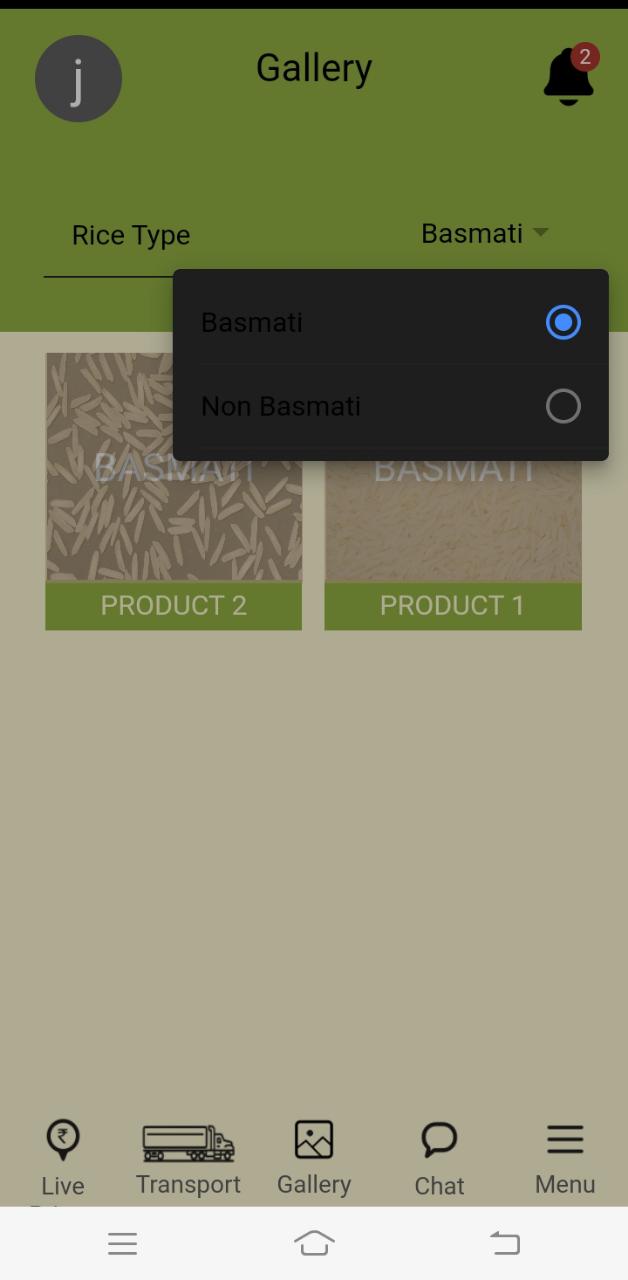 j
Gallery
2
Rice Type
Basmati
Basmati
Non Basmati
BASMATI
BASMATI
PRODUCT 2
PRODUCT 1
Live
Transport
Gallery
Chat
Menu